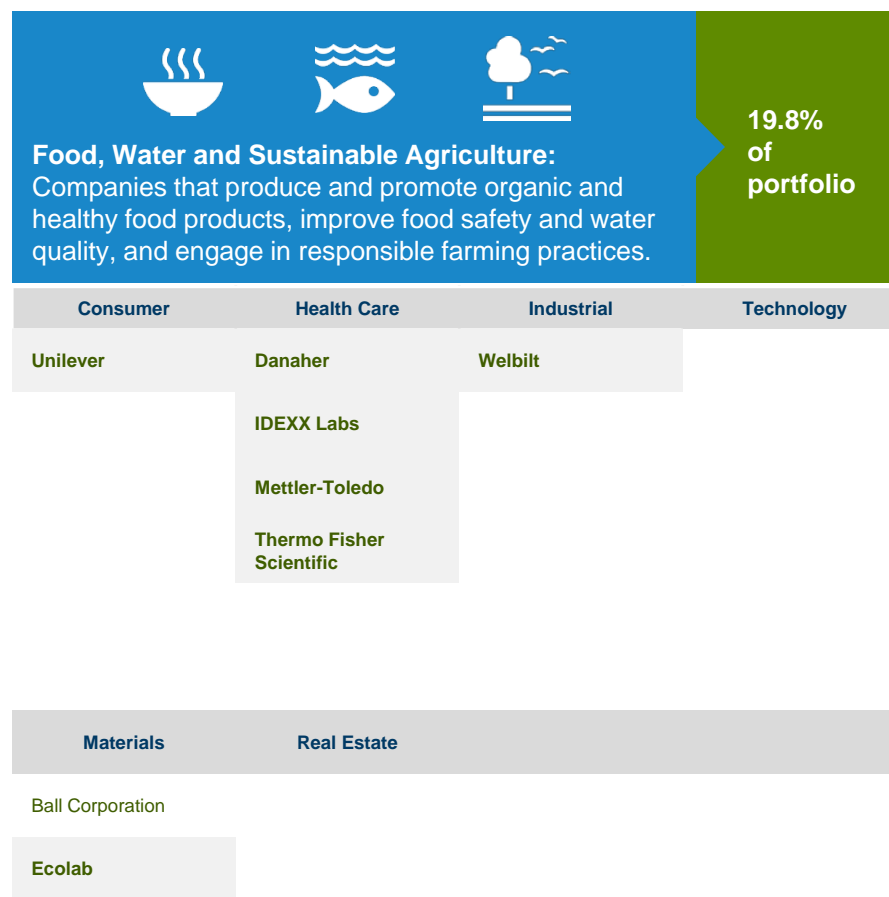 Food, Water and Sustainable Agriculture:
Companies that produce and promote organic and
healthy food products, improve food safety and water
quality, and engage in responsible farming practices.
19.8%
of
portfolio
Consumer Health Care Industrial Technology
Unilever Danaher Welbilt
IDEXX Labs
Mettler-Toledo
Thermo Fisher
Scientific
Materials Real Estate
Ball Corporation
Ecolab